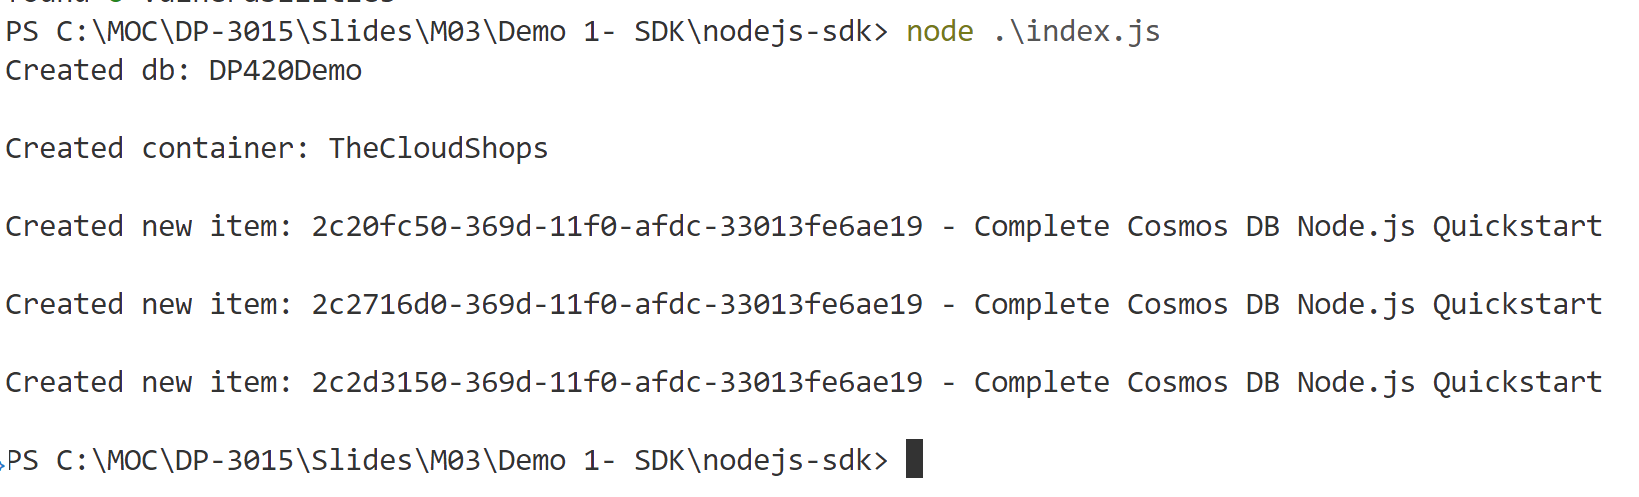 PS C:\MOC\DP-3015\Slides\M03\Demo 1- SDK\nodejs-sdk> node .\index.js
Created db: DP420Demo
Created container: TheCloudShops
Created new item: 2c20fc50-369d-11f0-afdc-33013fe6ae19 - Complete Cosmos DB Node.js Quickstart
Created new item: 2c2716d0-369d-11f0-afdc-33013fe6ae19 - Complete Cosmos DB Node.js Quickstart
Created new item: 2c2d3150-369d-11f0-afdc-33013fe6ae19 - Complete Cosmos DB Node.js Quickstart
PS C:\MOC\DP-3015\Slides\M03\Demo 1- SDK\nodejs-sdk>